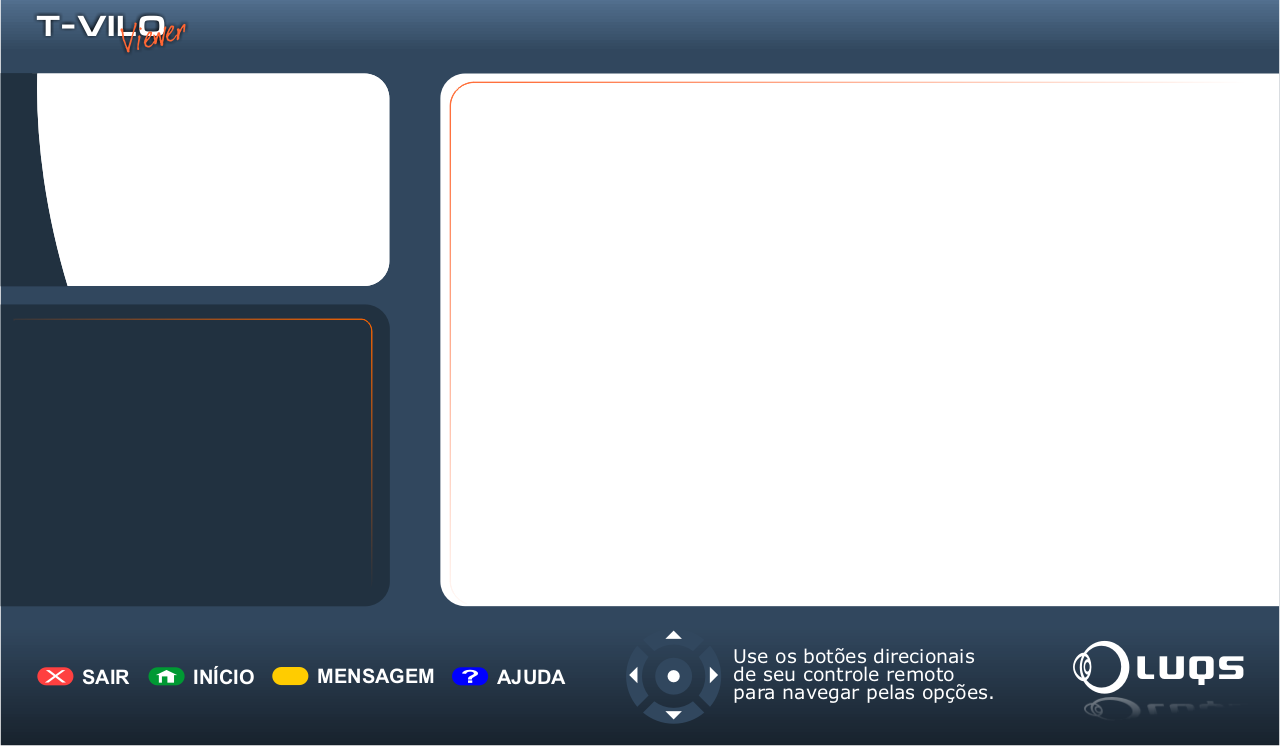 T-VILO
Viewer
SAIR
INÍCIO
MENSAGEM
? AJUDA
Use os botões direcionais
de seu controle remoto
para navegar pelas opções.
LUQS